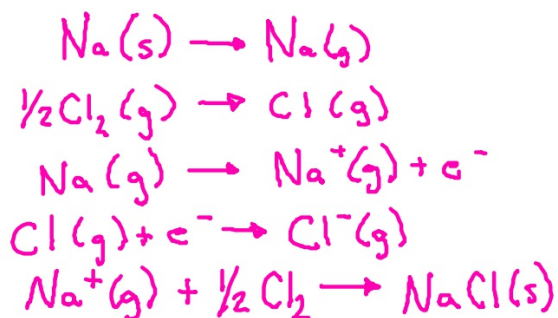 Na(s) → Na(g)
½Cl₂(g) → Cl(g)
Na(g) → Na⁺(g) + e⁻
Cl(g) + e⁻ → Cl⁻(g)
Na⁺(g) + ½Cl₂ → NaCl(s)